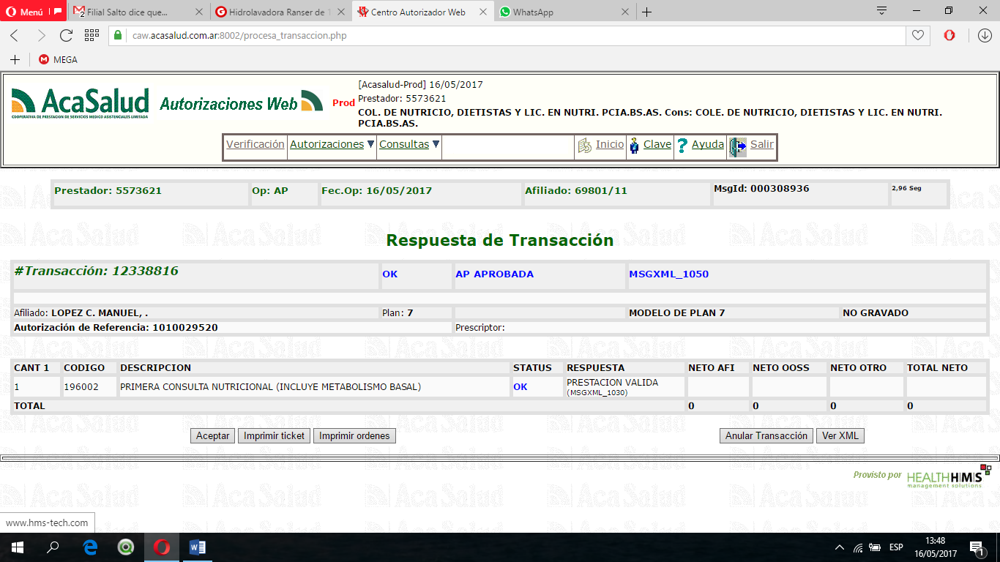 Menú
Filial Salto dice que...
Hidrolavadora Ranser de 1
Centro Autorizador Web
WhatsApp
caw.acasalud.com.ar:8002/procesa_transaccion.php
MEGA
AcaSalud
COOPERATIVA DE PRESTACION DE SERVICIOS MEDICO ASISTENCIALES LIMITADA
Autorizaciones Web
Prod
[Acasalud-Prod] 16/05/2017
Prestador: 5573621
COL. DE NUTRICIO, DIETISTAS Y LIC. EN NUTRI. PCIA.BS.AS. Cons: COLE. DE NUTRICIO, DIETISTAS Y LIC. EN NUTRI.
PCIA.BS.AS.
Verificación Autorizaciones Consultas Inicio Clave Ayuda Salir
Prestador: 5573621 Op: AP Fec.Op: 16/05/2017 Afiliado: 69801/11 MsgId: 000308936 2,96 Seg
Respuesta de Transacción
#Transacción: 12338816 OK AP APROBADA MSGXML_1050
Afiliado: LOPEZ C. MANUEL, . Plan: 7 MODELO DE PLAN 7 NO GRAVADO
Autorización de Referencia: 1010029520 Prescriptor:
CANT 1 CODIGO DESCRIPCION STATUS RESPUESTA NETO AFI NETO OOSS NETO OTRO TOTAL NETO
1 196002 PRIMERA CONSULTA NUTRICIONAL (INCLUYE METABOLISMO BASAL) OK PRESTACION VALIDA
(MSGXML_1030)
TOTAL 0 0 0 0
Aceptar Imprimir ticket Imprimir ordenes Anular Transacción Ver XML
Provisto por HEALTH HMS
management solutions
www.hms-tech.com
ESP
13:48
16/05/2017
1